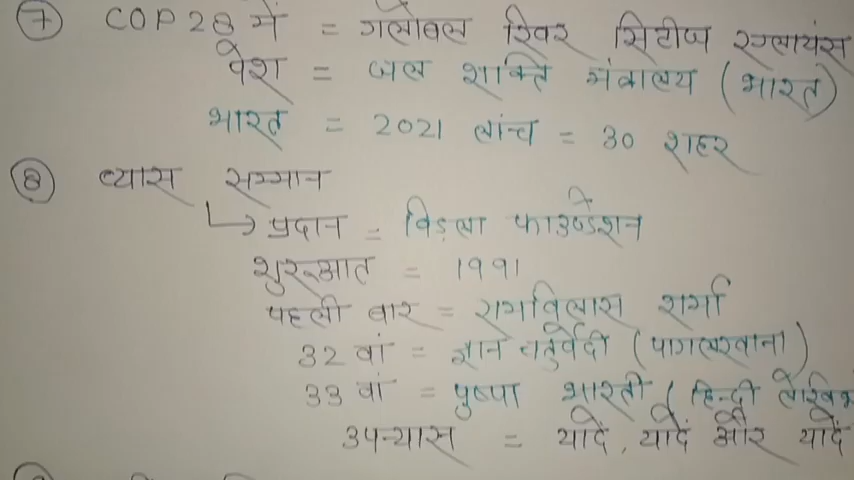 7 COP28 में = ग्लोबल रिवर सिटीज एलायंस
पेश = जल शक्ति मंत्रालय (भारत)
भारत = 2021 लांच = 30 शहर
8 व्यास सम्मान
↳ प्रदान = बिड़ला फाउण्डेशन
शुरूआत = 1991
पहली बार = रामविलास शर्मा
32 वां = ज्ञान चतुर्वेदी (पागलखाना)
33 वां = पुष्पा भारती (हिन्दी
उपन्यास = यादें, यादें और यादें